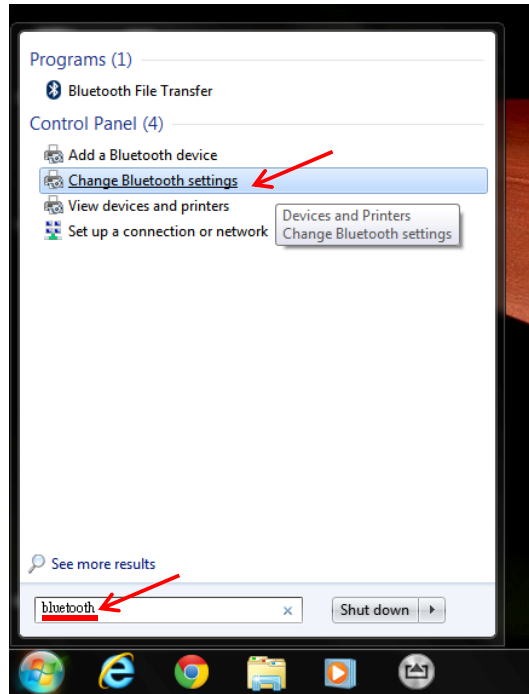 Programs (1)
Bluetooth File Transfer
Control Panel (4)
Add a Bluetooth device
Change Bluetooth settings
View devices and printers
Set up a connection or network
Devices and Printers
Change Bluetooth settings
See more results
bluetooth
Shut down